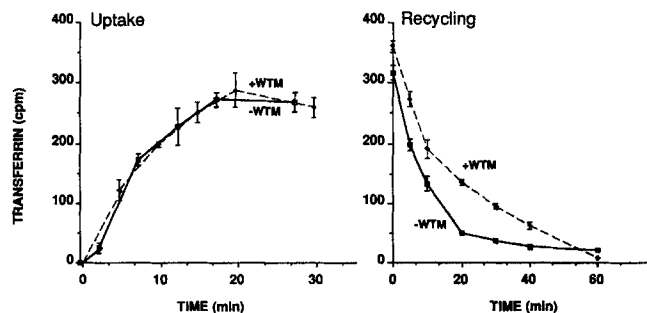 Uptake
TRANSFERRIN (cpm)
400
300
200
100
0
+WTM
-WTM
0
10
20
30
TIME (min)
Recycling
400
300
200
100
0
+WTM
-WTM
0
20
40
60
TIME (min)